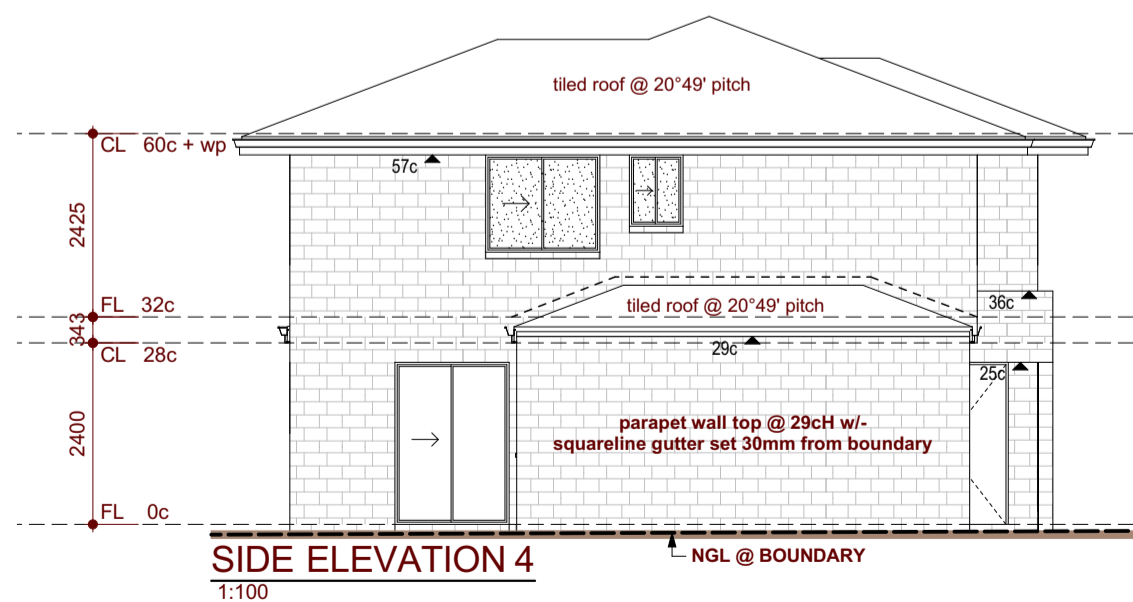 tiled roof @ 20°49' pitch
CL 60c + wp
57c
2425
FL 32c
tiled roof @ 20°49' pitch
36c
343
CL 28c
29c
25c
2400
parapet wall top @ 29cH w/-
squareline gutter set 30mm from boundary
FL 0c
SIDE ELEVATION 4
NGL @ BOUNDARY
1:100